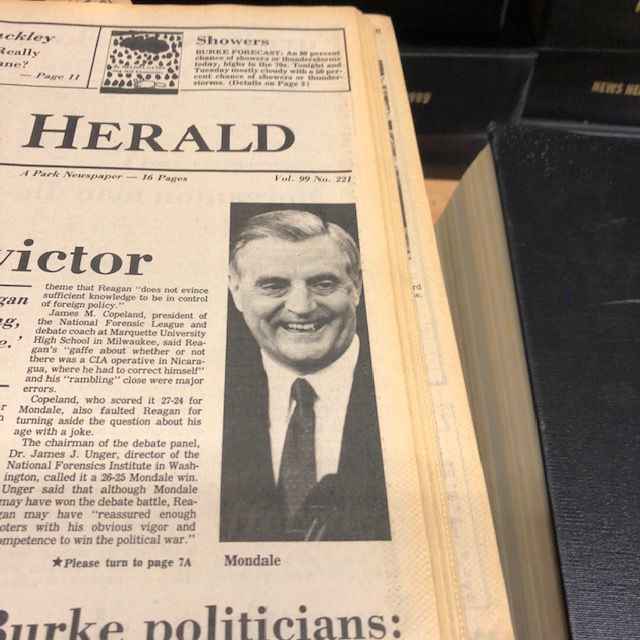 ckley
Really
ane?
— Page 11
Showers
BURKE FORECAST: An 80 percent
chance of showers or thunderstorms
today, highs in the 70s. Tonight and
Tuesday mostly cloudy with a 50 per-
cent chance of showers or thunder-
storms. (Details on Page 2)
HERALD
A Park Newspaper — 16 Pages
Vol. 99 No. 221
victor
gan
eg,
e.'
theme that Reagan "does not evince
sufficient knowledge to be in control
of foreign policy."
James M. Copeland, president of
the National Forensic League and
debate coach at Marquette University
High School in Milwaukee, said Rea-
gan's "gaffe about whether or not
there was a CIA operative in Nicara-
gua, where he had to correct himself"
and his "rambling" close were major
errors.
Copeland, who scored it 27-24 for
Mondale, also faulted Reagan for
turning aside the question about his
age with a joke.
The chairman of the debate panel,
Dr. James J. Unger, director of the
National Forensics Institute in Wash-
ington, called it a 26-25 Mondale win.
Unger said that although Mondale
may have won the debate battle, Rea-
gan may have "reassured enough
oters with his obvious vigor and
ompetence to win the political war."
★Please turn to page 7A
Mondale
Burke politicians:
NEWS HE